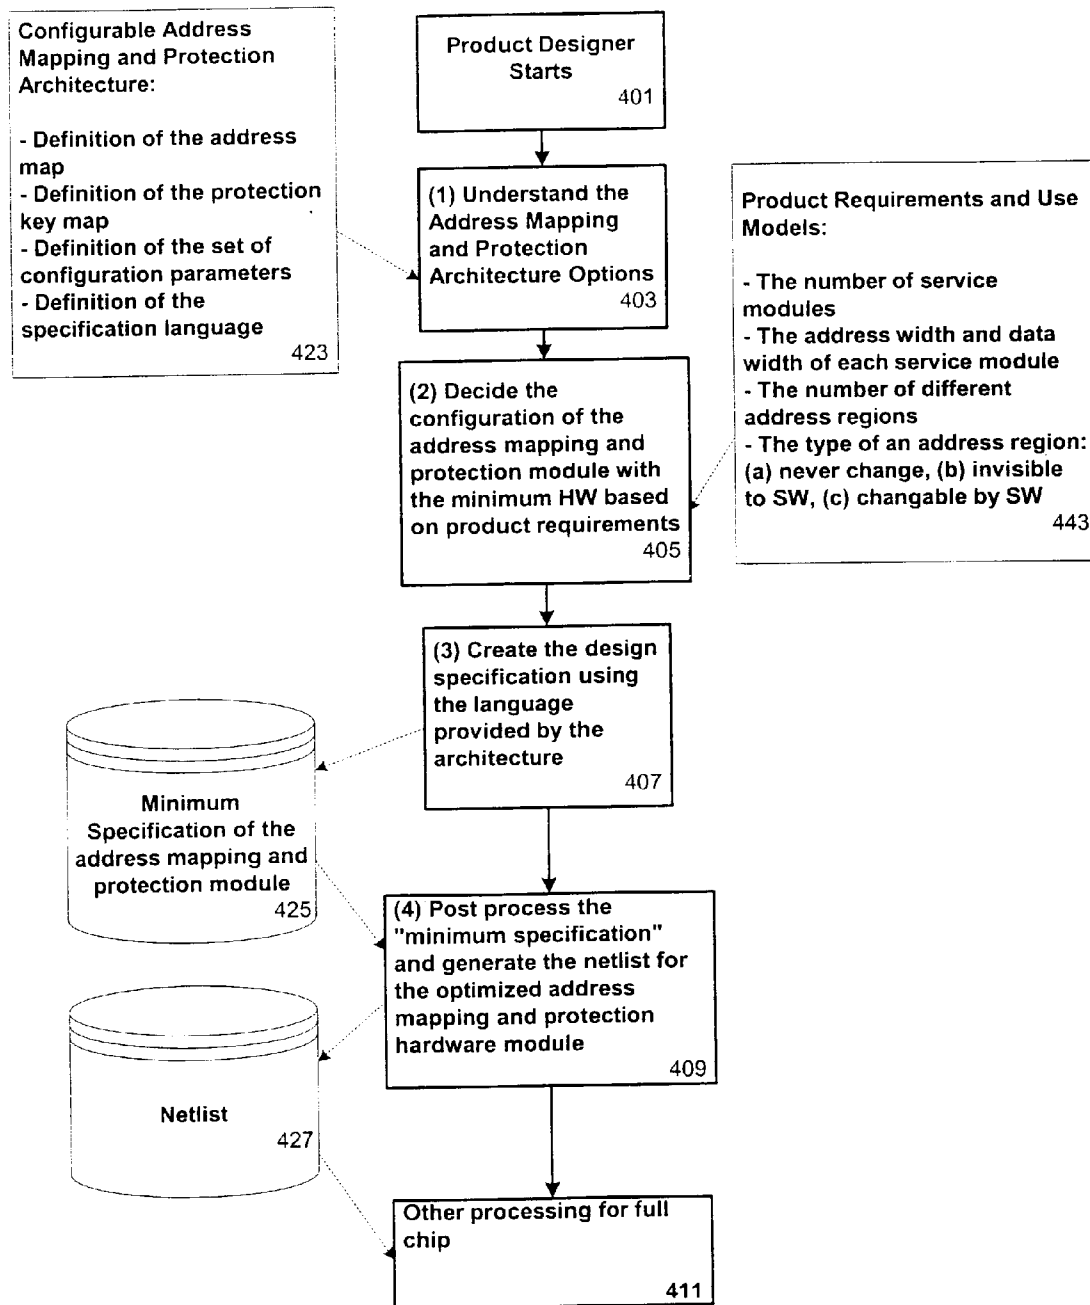 Configurable Address
Mapping and Protection
Architecture:
- Definition of the address
map
- Definition of the protection
key map
- Definition of the set of
configuration parameters
- Definition of the
specification language
423
Product Designer
Starts
401
(1) Understand the
Address Mapping
and Protection
Architecture Options
403
Product Requirements and Use
Models:
- The number of service
modules
- The address width and data
width of each service module
- The number of different
address regions
- The type of an address region:
(a) never change, (b) invisible
to SW, (c) changable by SW
443
(2) Decide the
configuration of the
address mapping and
protection module with
the minimum HW based
on product requirements
405
(3) Create the design
specification using
the language
provided by the
architecture
407
Minimum
Specification of the
address mapping and
protection module
425
(4) Post process the
"minimum specification"
and generate the netlist for
the optimized address
mapping and protection
hardware module
409
Netlist
427
Other processing for full
chip
411